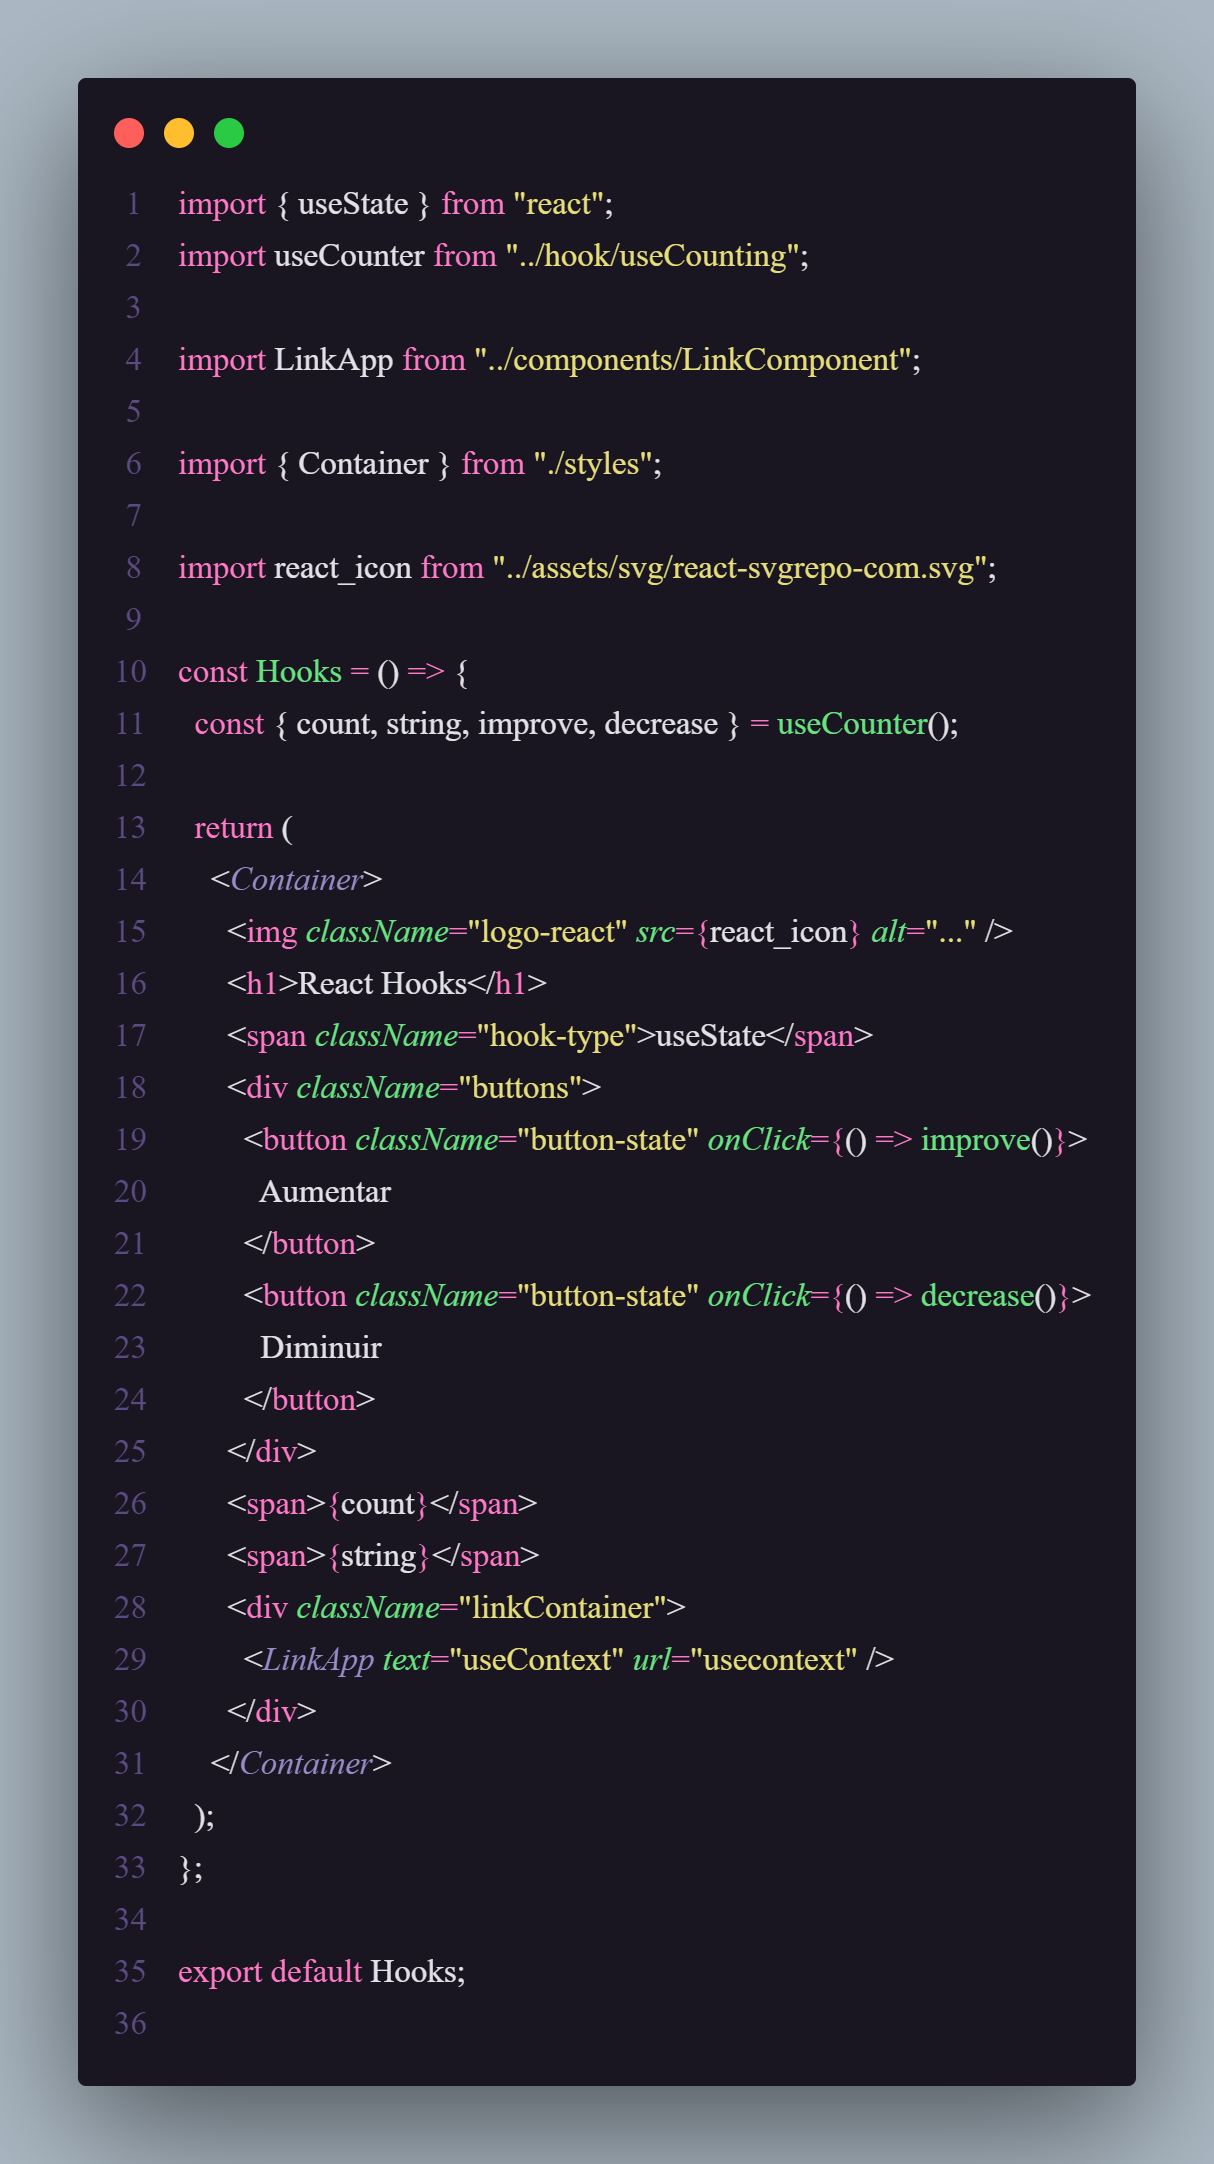 1 import { useState } from "react";
2 import useCounter from "../hook/useCounting";
3
4 import LinkApp from "../components/LinkComponent";
5
6 import { Container } from "./styles";
7
8 import react_icon from "../assets/svg/react-svgrepo-com.svg";
9
10 const Hooks = () => {
11 const { count, string, improve, decrease } = useCounter();
12
13 return (
14 <Container>
15 <img className="logo-react" src={react_icon} alt="..." />
16 <h1>React Hooks</h1>
17 <span className="hook-type">useState</span>
18 <div className="buttons">
19 <button className="button-state" onClick={() => improve()}>
20 Aumentar
21 </button>
22 <button className="button-state" onClick={() => decrease()}>
23 Diminuir
24 </button>
25 </div>
26 <span>{count}</span>
27 <span>{string}</span>
28 <div className="linkContainer">
29 <LinkApp text="useContext" url="usecontext" />
30 </div>
31 </Container>
32 );
33 };
34
35 export default Hooks;
36